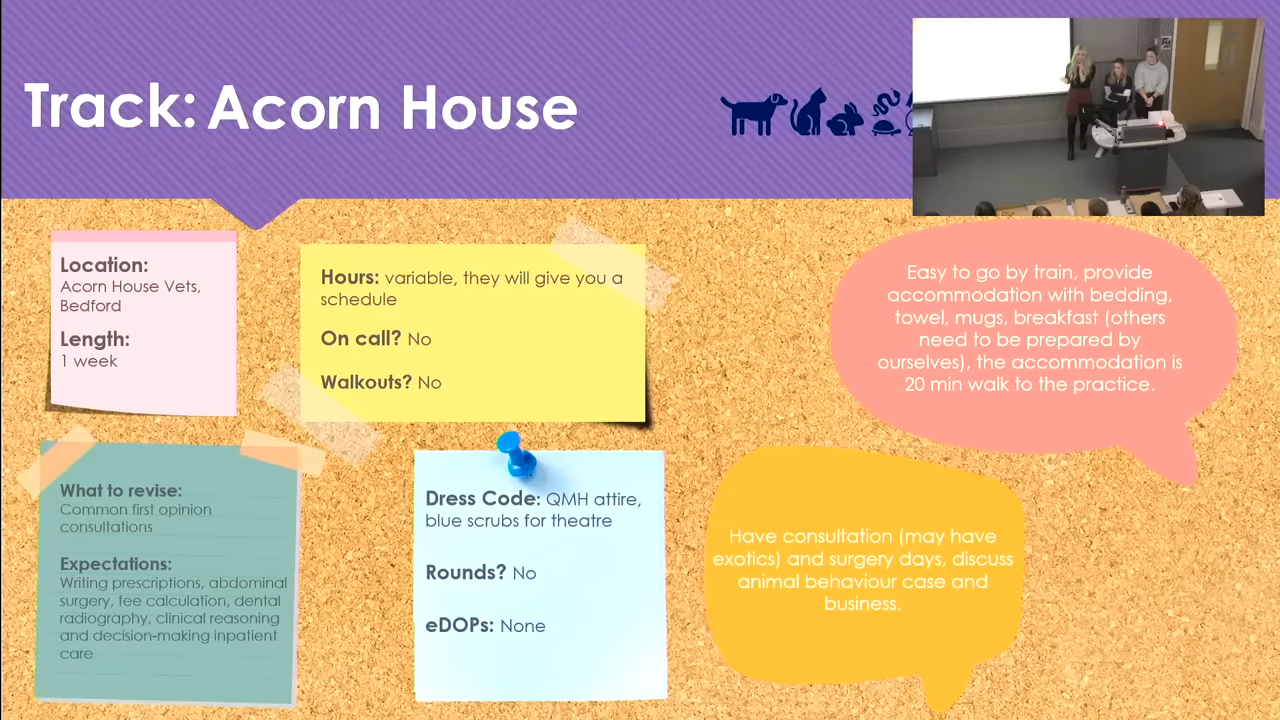 Track: Acorn House
Location:
Acorn House Vets,
Bedford
Length:
1 week
Hours: variable, they will give you a
schedule
On call? No
Walkouts? No
Easy to go by train, provide
accommodation with bedding,
towel, mugs, breakfast (others
need to be prepared by
ourselves), the accommodation is
20 min walk to the practice.
What to revise:
Common first opinion
consultations
Expectations:
Writing prescriptions, abdominal
surgery, fee calculation, dental
radiography, clinical reasoning
and decision-making inpatient
care
Dress Code: QMH attire,
blue scrubs for theatre
Rounds? No
eDOPs: None
Have consultation (may have
exotics) and surgery days, discuss
animal behaviour case and
business.